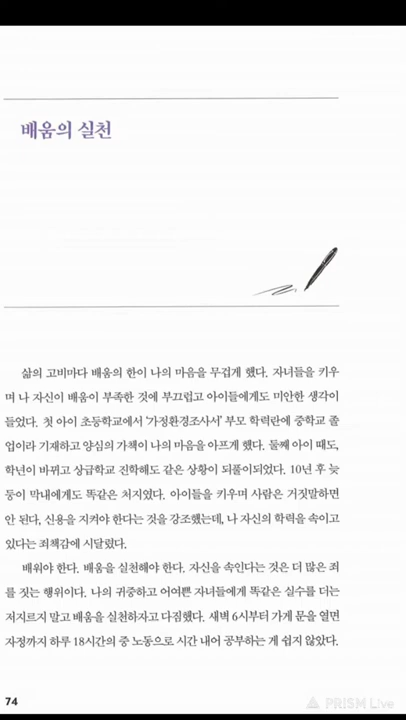 배움의 실천
삶의 고비마다 배움의 한이 나의 마음을 무겁게 했다. 자녀들을 키우
며 나 자신이 배움이 부족한 것에 부끄럽고 아이들에게도 미안한 생각이
들었다. 첫 아이 초등학교에서 '가정환경조사서' 부모 학력란에 중학교 졸
업이라 기재하고 양심의 가책이 나의 마음을 아프게 했다. 둘째 아이 때도,
학년이 바뀌고 상급학교 진학해도 같은 상황이 되풀이되었다. 10년 후 늦
둥이 막내에게도 똑같은 처지였다. 아이들을 키우며 사람은 거짓말하면
안 된다, 신용을 지켜야 한다는 것을 강조했는데, 나 자신의 학력을 속이고
있다는 죄책감에 시달렸다.
배워야 한다. 배움을 실천해야 한다. 자신을 속인다는 것은 더 많은 죄
를 짓는 행위이다. 나의 귀중하고 어여쁜 자녀들에게 똑같은 실수를 더는
저지르지 말고 배움을 실천하자고 다짐했다. 새벽 6시부터 가게 문을 열면
자정까지 하루 18시간의 중 노동으로 시간 내어 공부하는 게 쉽지 않았다.
74
PRISM Live